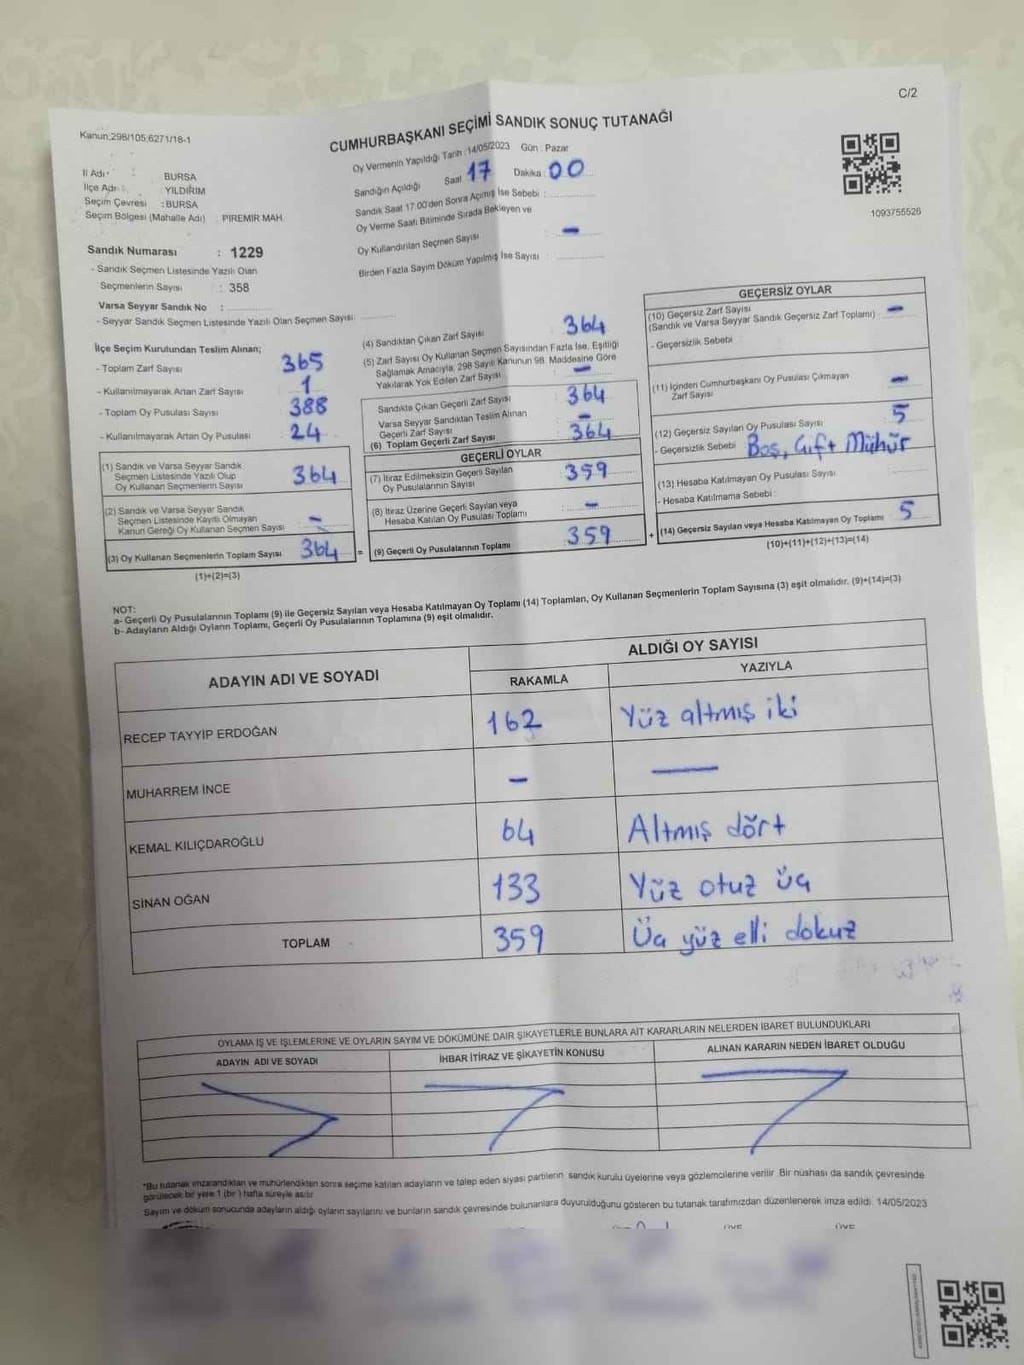 C/2
Kanun:298/105;6271/18-1
CUMHURBAŞKANI SEÇİMİ SANDIK SONUÇ TUTANAĞI
1093755526
İl Adı : BURSA
İlçe Adı : YILDIRIM
Seçim Çevresi : BURSA
Seçim Bölgesi (Mahalle Adı) : PIREMIR MAH.
Sandık Numarası : 1229
- Sandık Seçmen Listesinde Yazılı Olan
Seçmenlerin Sayısı : 358
Varsa Seyyar Sandık No :
- Seyyar Sandık Seçmen Listesinde Yazılı Olan Seçmen Sayısı:
Oy Vermenin Yapıldığı Tarih : 14/05/2023 Gün : Pazar
Sandığın Açıldığı Saat 17 Dakika : 00
Sandık Saat 17:00'den Sonra Açımış İse Sebebi :
Oy Verme Saati Bitiminde Sırada Bekleyen ve
Oy Kullandırılan Seçmen Sayısı : -
Birden Fazla Sayım Döküm Yapılmış İse Sayısı :
İlçe Seçim Kurulundan Teslim Alınan;
- Toplam Zarf Sayısı : 365
- Kullanılmayarak Artan Zarf Sayısı : 1
- Toplam Oy Pusulası Sayısı : 388
- Kullanılmayarak Artan Oy Pusulası : 24
(1) Sandık ve Varsa Seyyar Sandık
Seçmen Listesinde Yazılı Olup
Oy Kullanan Seçmenlerin Sayısı : 364
(2) Sandık ve Varsa Seyyar Sandık
Seçmen Listesinde Kayıtlı Olmayan
Kanun Gereği Oy Kullanan Seçmen Sayısı : -
(3) Oy Kullanan Seçmenlerin Toplam Sayısı 364 =
(1)+(2)=(3)
(4) Sandıktan Çıkan Zarf Sayısı : 364
(5) Zarf Sayısı Oy Kullanan Seçmen Sayısından Fazla İse, Eşitliği
Sağlamak Amacıyla, 298 Sayılı Kanunun 98. Maddesine Göre
Yakılarak Yok Edilen Zarf Sayısı : -
Sandıkta Çıkan Geçerli Zarf Sayısı : 364
Varsa Seyyar Sandıktan Teslim Alınan
Geçerli Zarf Sayısı : -
(6) Toplam Geçerli Zarf Sayısı : 364
GEÇERLİ OYLAR
(7) İtiraz Edilmeksizin Geçerli Sayılan
Oy Pusulalarının Sayısı : 359
(8) İtiraz Üzerine Geçerli Sayılan veya
Hesaba Katılan Oy Pusulası Toplamı : -
(9) Geçerli Oy Pusulalarının Toplamı : 359 +
GEÇERSİZ OYLAR
(10) Geçersiz Zarf Sayısı
(Sandık ve Varsa Seyyar Sandık Geçersiz Zarf Toplamı) : -
- Geçersizlik Sebebi :
(11) İçinden Cumhurbaşkanı Oy Pusulası Çıkmayan
Zarf Sayısı : -
(12) Geçersiz Sayılan Oy Pusulası Sayısı : 5
- Geçersizlik Sebebi : Boş, Çift Mühür
(13) Hesaba Katılmayan Oy Pusulası Sayısı :
- Hesaba Katılmama Sebebi :
(14) Geçersiz Sayılan veya Hesaba Katılmayan Oy Toplamı : 5
(10)+(11)+(12)+(13)=(14)
NOT:
a- Geçerli Oy Pusulalarının Toplamı (9) ile Geçersiz Sayılan veya Hesaba Katılmayan Oy Toplamı (14) Toplamları, Oy Kullanan Seçmenlerin Toplam Sayısına (3) eşit olmalıdır. (9)+(14)=(3)
b- Adayların Aldığı Oyların Toplamı, Geçerli Oy Pusulalarının Toplamına (9) eşit olmalıdır.
ADAYIN ADI VE SOYADI ALDIĞI OY SAYISI
RAKAMLA YAZIYLA
RECEP TAYYİP ERDOĞAN 162 Yüz altmış iki
MUHARREM İNCE - —
KEMAL KILIÇDAROĞLU 64 Altmış dört
SİNAN OĞAN 133 Yüz otuz üç
TOPLAM 359 Üç yüz elli dokuz
OYLAMA İŞ VE İŞLEMLERİNE VE OYLARIN SAYIM VE DÖKÜMÜNE DAİR ŞİKAYETLERLE BUNLARA AİT KARARLARIN NELERDEN İBARET BULUNDUKLARI
ADAYIN ADI VE SOYADI İHBAR İTİRAZ VE ŞİKAYETİN KONUSU ALINAN KARARIN NEDEN İBARET OLDUĞU
*Bu tutanak imzalandıktan ve mühürlendikten sonra seçime katılan adayların ve talep eden siyasi partilerin sandık kurulu üyelerine veya gözlemcilerine verilir. Bir nüshası da sandık çevresinde
görülecek bir yere 1 (bir) hafta süreyle asılır
Sayım ve döküm sonucunda adayların aldığı oyların sayılarını ve bunların sandık çevresinde bulunanlara duyurulduğunu gösteren bu tutanak tarafımızdan düzenlenerek imza edildi. 14/05/2023
ÜYE ÜYE